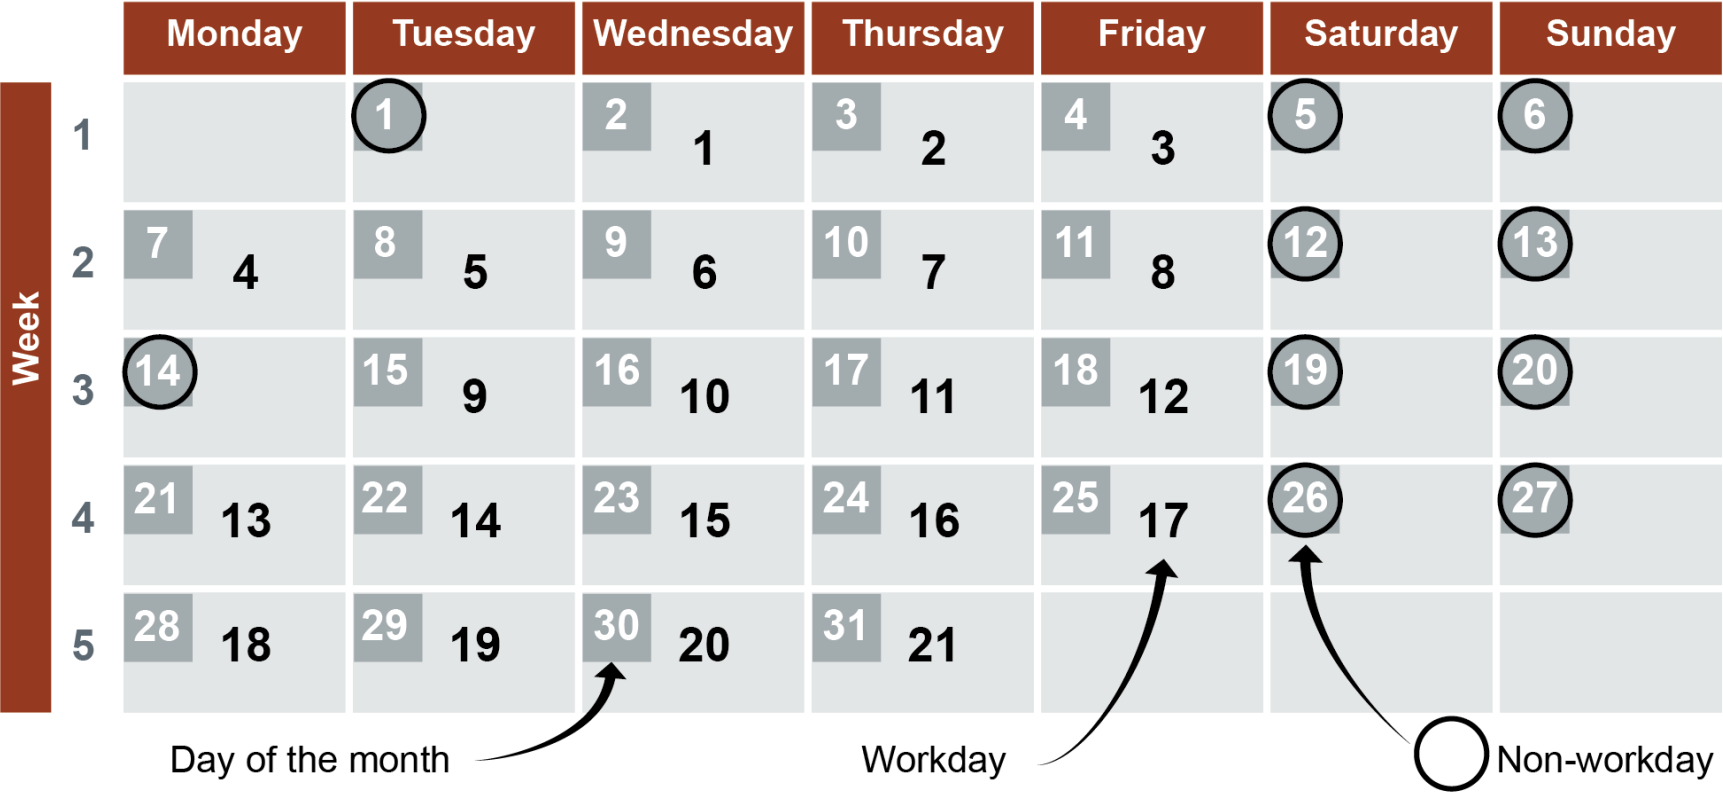 Monday Tuesday Wednesday Thursday Friday Saturday Sunday
Week
1 1 2 3 4 5 6
1 2 3
2 7 8 9 10 11 12 13
4 5 6 7 8
3 14 15 16 17 18 19 20
9 10 11 12
4 21 22 23 24 25 26 27
13 14 15 16 17
5 28 29 30 31
18 19 20 21
Day of the month Workday Non-workday